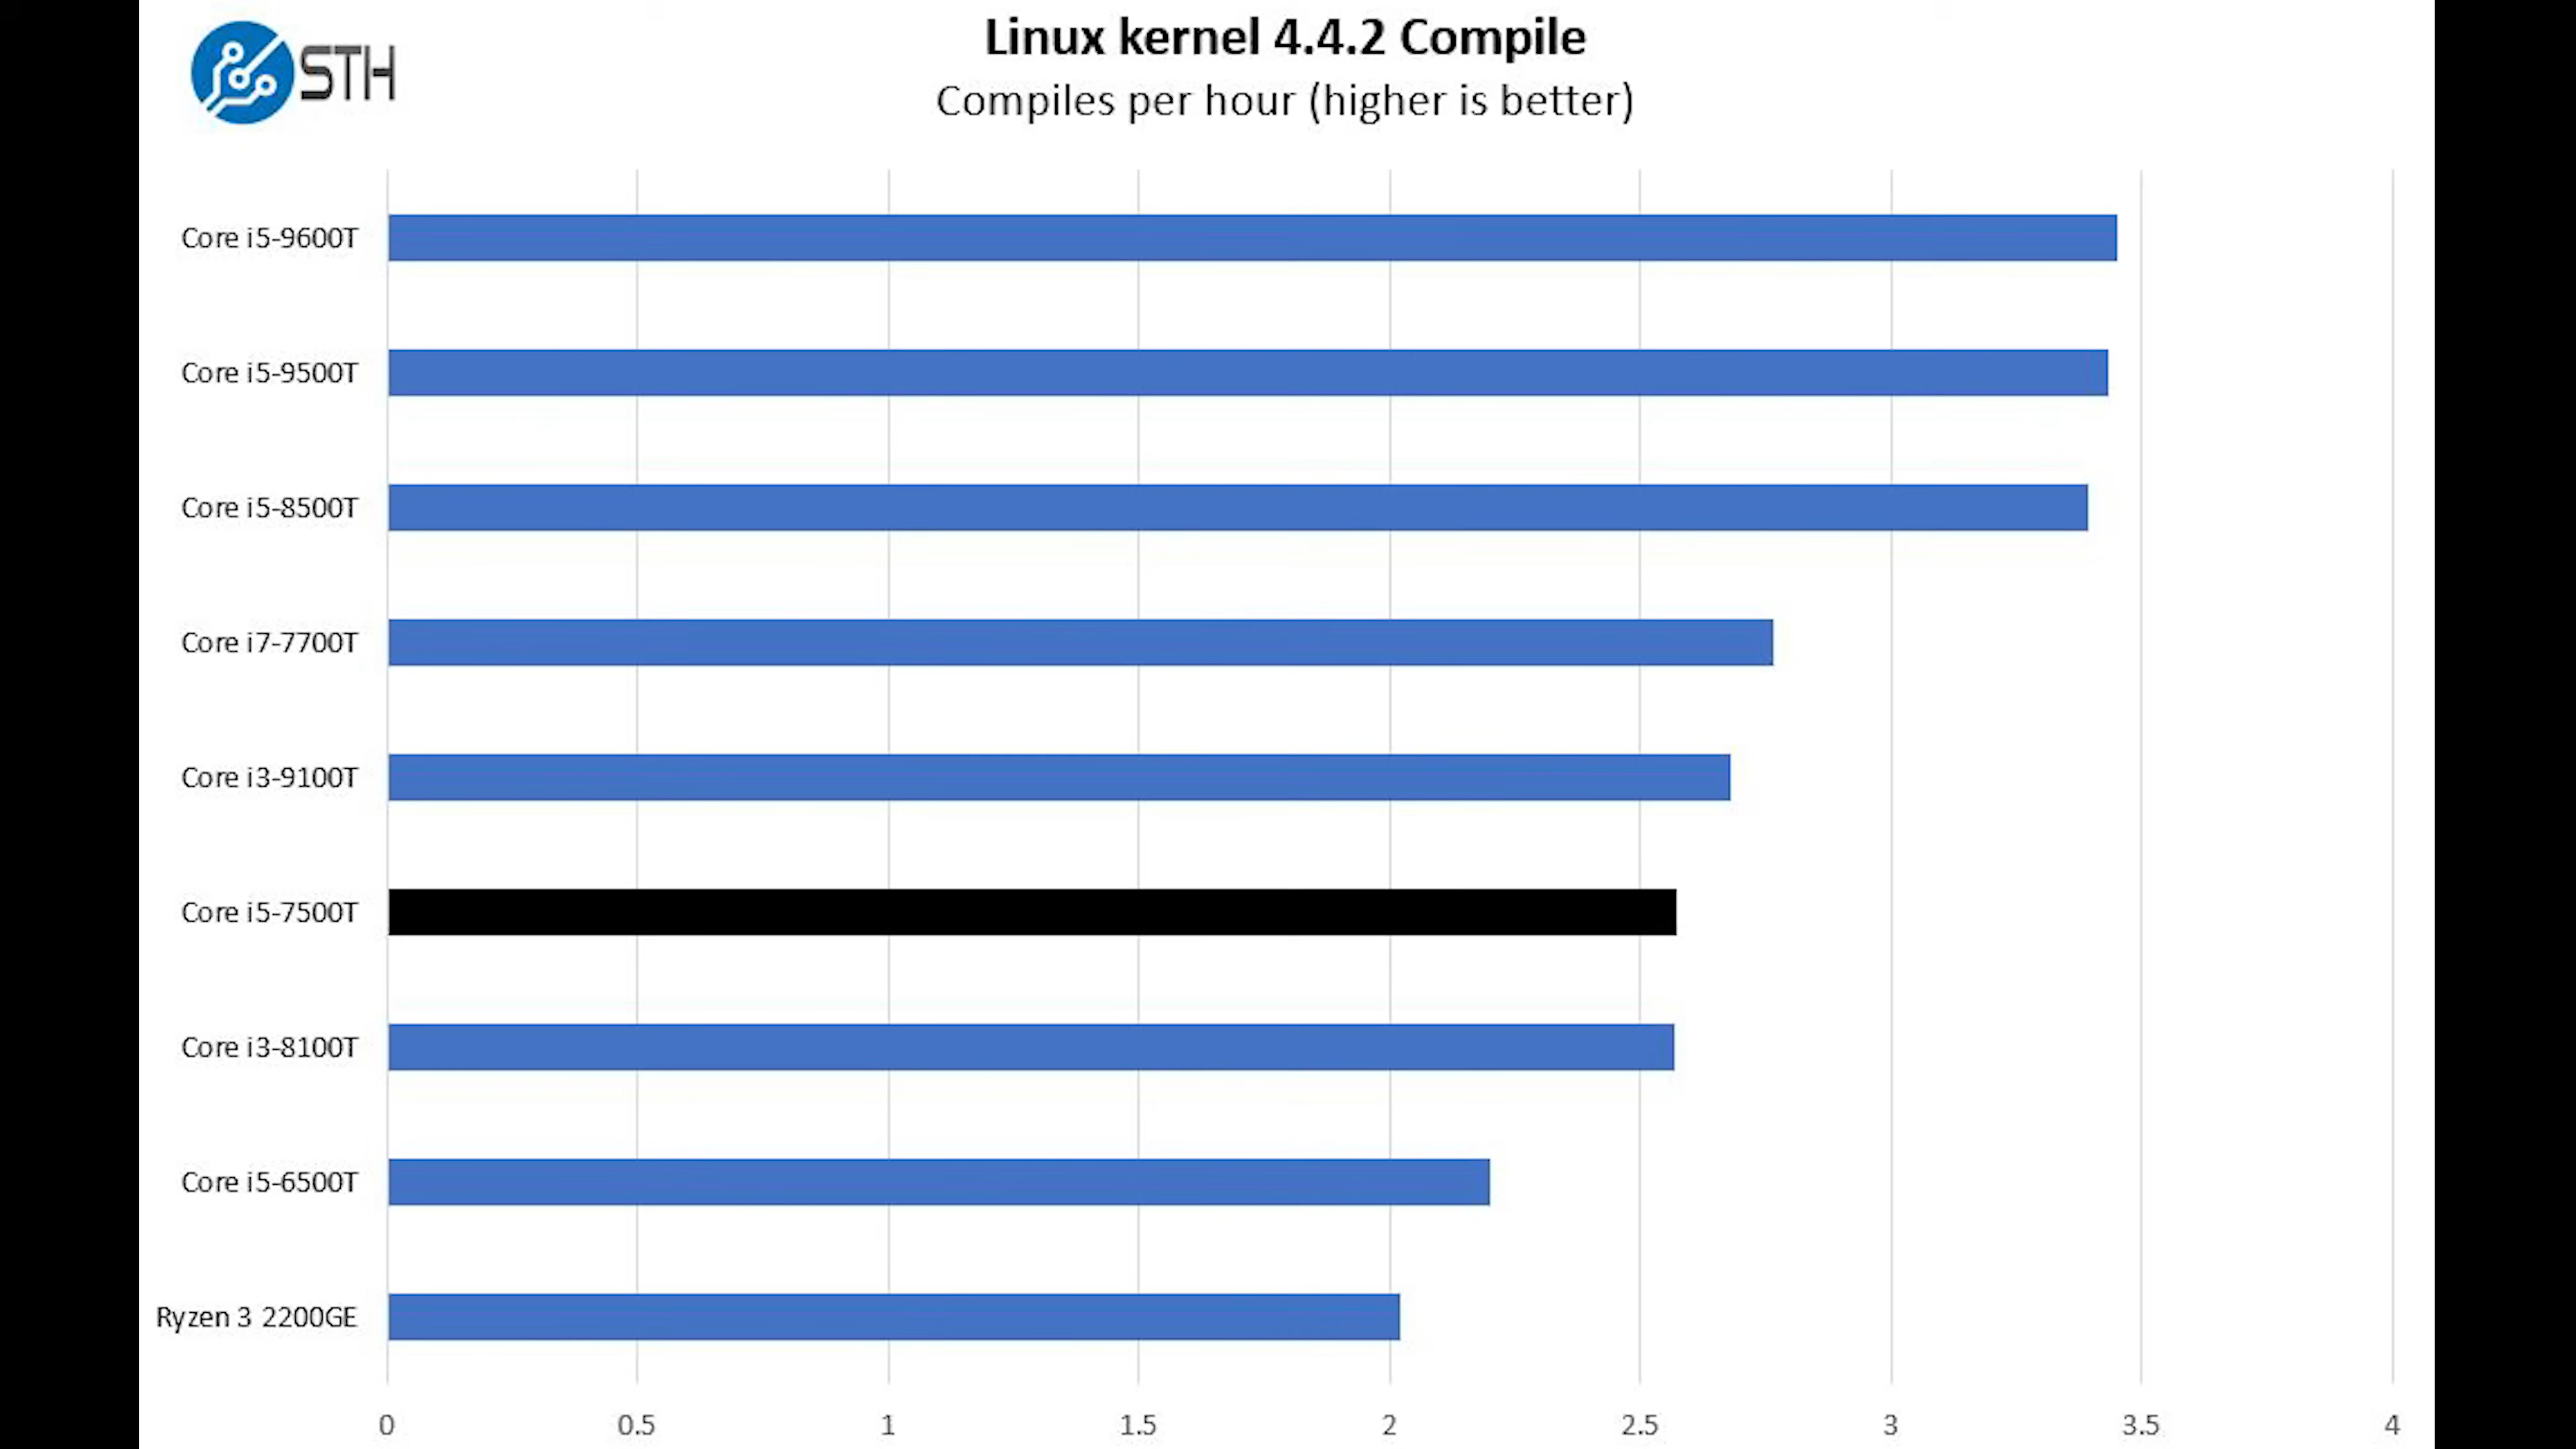 STH
Linux kernel 4.4.2 Compile
Compiles per hour (higher is better)
Core i5-9600T
Core i5-9500T
Core i5-8500T
Core i7-7700T
Core i3-9100T
Core i5-7500T
Core i3-8100T
Core i5-6500T
Ryzen 3 2200GE
0 0.5 1 1.5 2 2.5 3 3.5 4